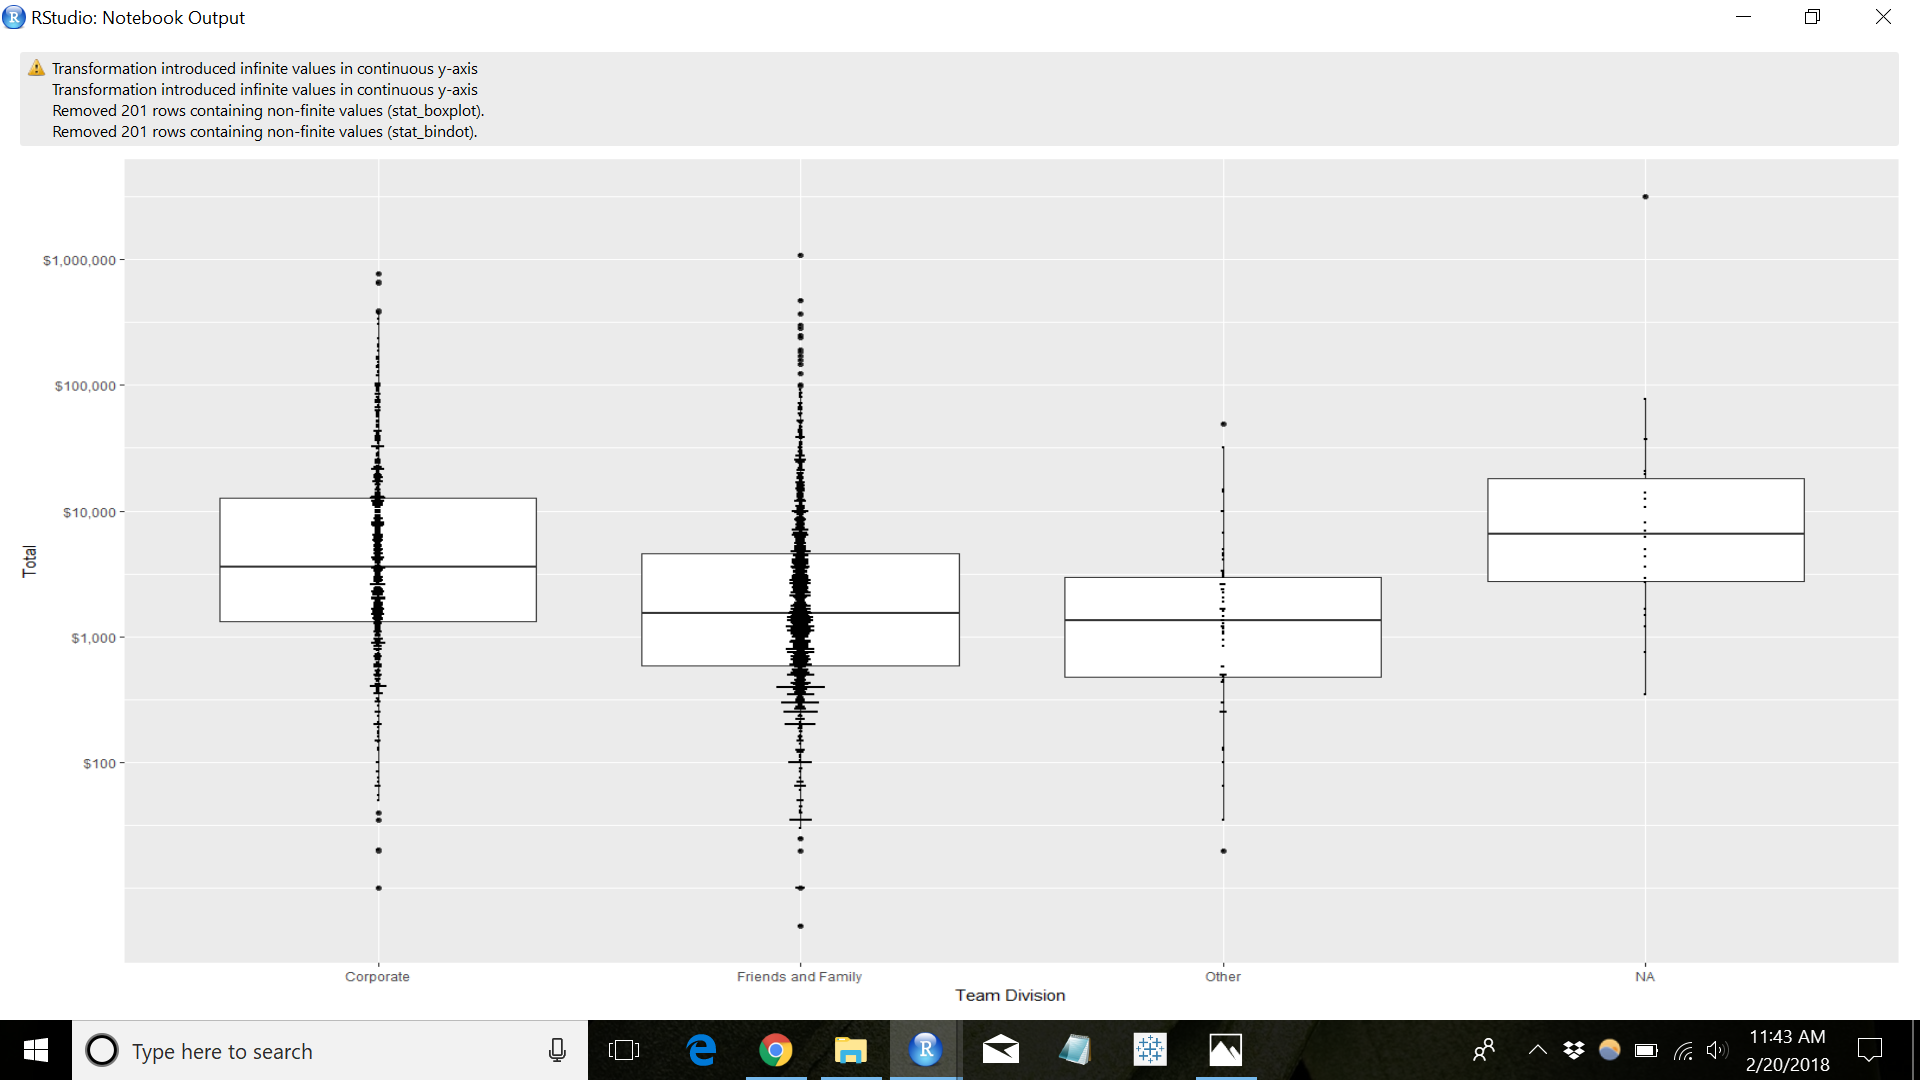 R RStudio: Notebook Output
Transformation introduced infinite values in continuous y-axis
Transformation introduced infinite values in continuous y-axis
Removed 201 rows containing non-finite values (stat_boxplot).
Removed 201 rows containing non-finite values (stat_bindot).
$1,000,000
$100,000
$10,000
$1,000
$100
Total
Corporate
Friends and Family
Other
NA
Team Division
Type here to search
R
11:43 AM
2/20/2018